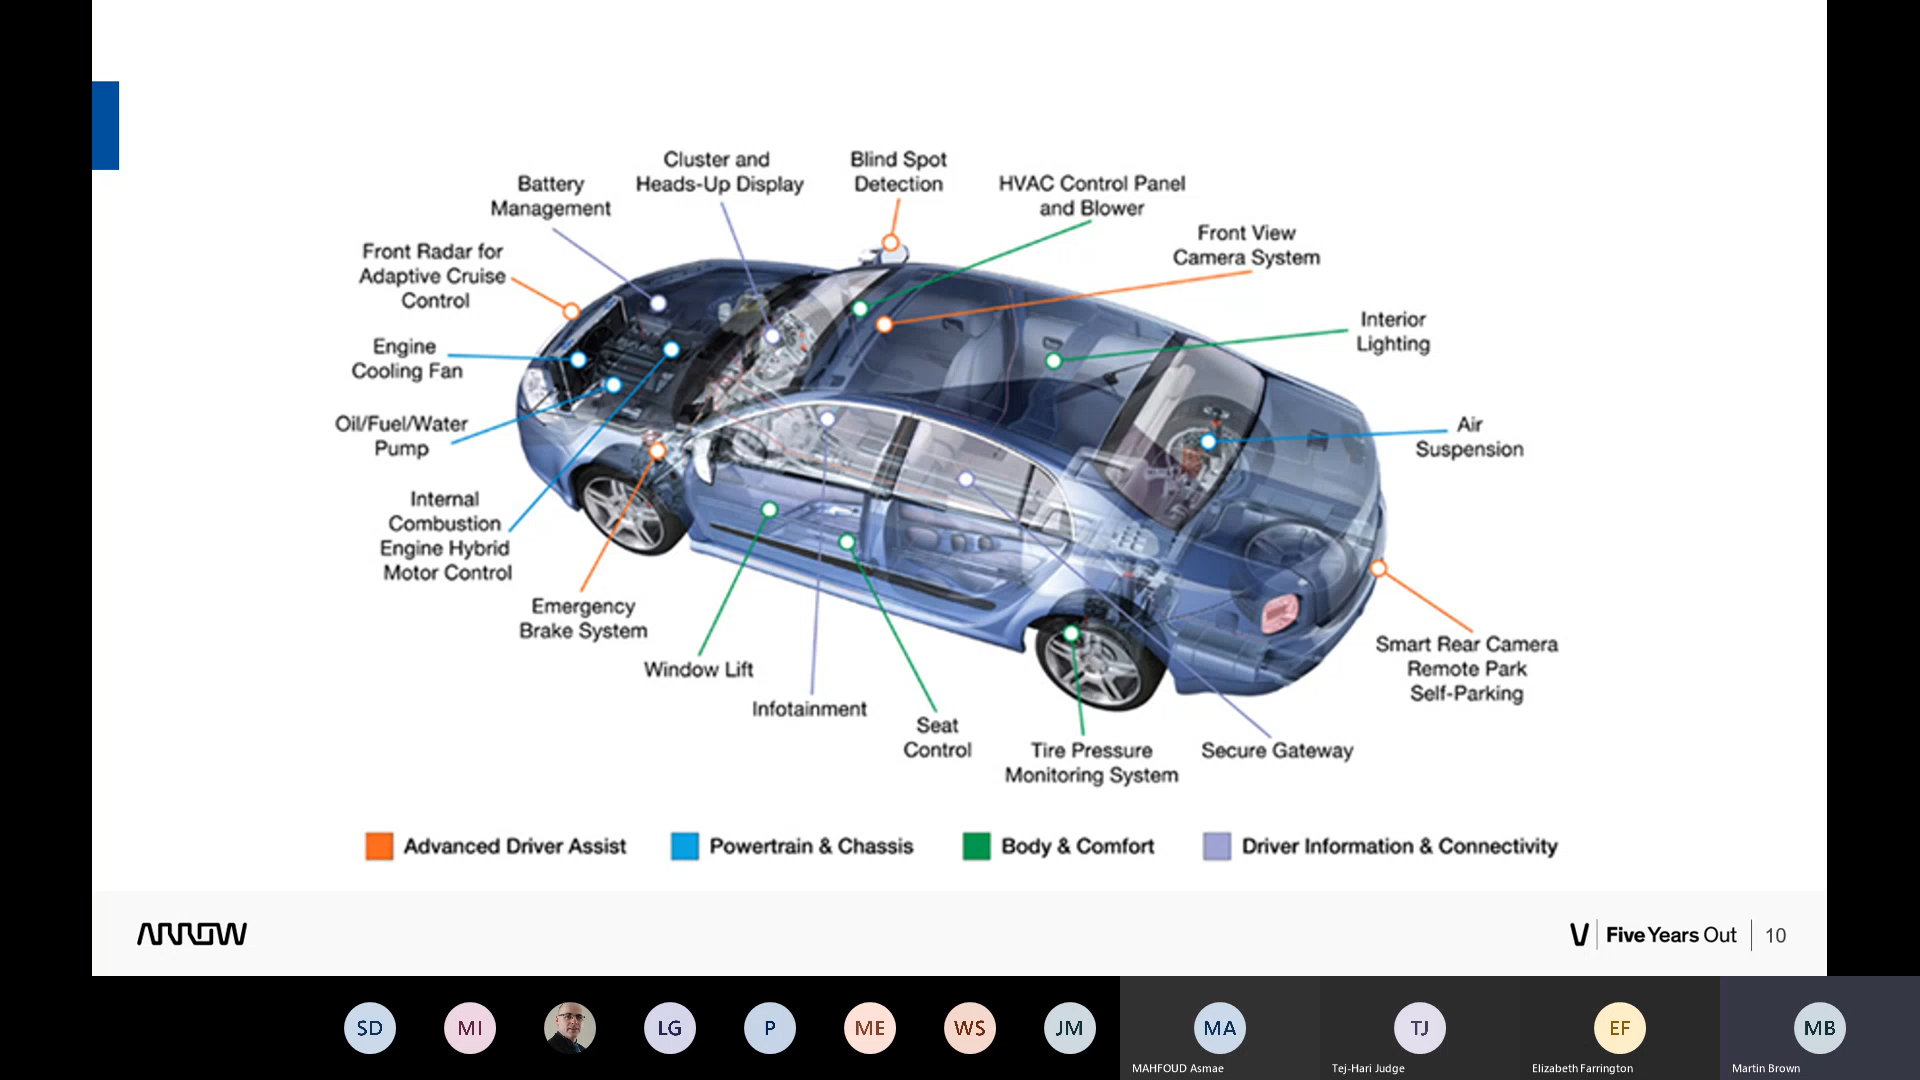 Cluster and
Heads-Up Display
Blind Spot
Detection
Battery
Management
HVAC Control Panel
and Blower
Front View
Camera System
Front Radar for
Adaptive Cruise
Control
Interior
Lighting
Engine
Cooling Fan
Oil/Fuel/Water
Pump
Air
Suspension
Internal
Combustion
Engine Hybrid
Motor Control
Emergency
Brake System
Window Lift
Infotainment
Seat
Control
Tire Pressure
Monitoring System
Secure Gateway
Smart Rear Camera
Remote Park
Self-Parking
Advanced Driver Assist
Powertrain & Chassis
Body & Comfort
Driver Information & Connectivity
ARROW
Five Years Out
10
SD
MI
LG
P
ME
WS
JM
MA
TJ
EF
MB
MAHFOUD Asmae
Tej-Hari Judge
Elizabeth Farrington
Martin Brown